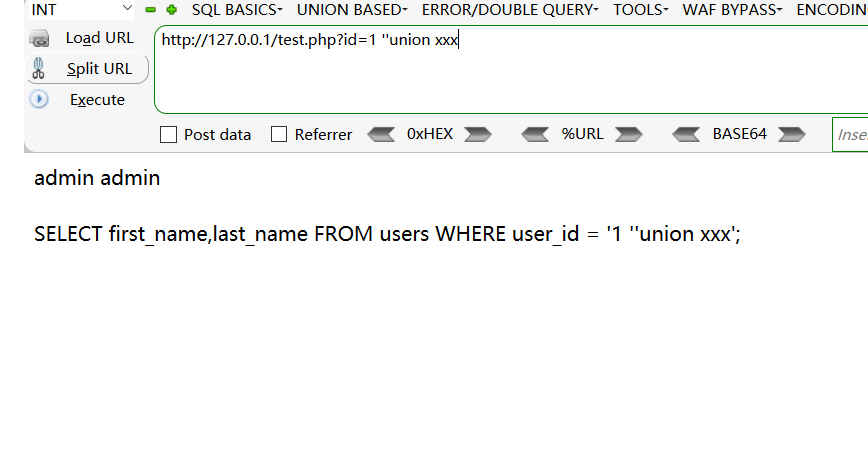 INT SQL BASICS UNION BASED ERROR/DOUBLE QUERY TOOLS WAF BYPASS ENCODIN
Load URL
http://127.0.0.1/test.php?id=1 ''union xxx
Split URL
Execute
Post data Referrer 0xHEX %URL BASE64 Inse
admin admin
SELECT first_name,last_name FROM users WHERE user_id = '1 ''union xxx';